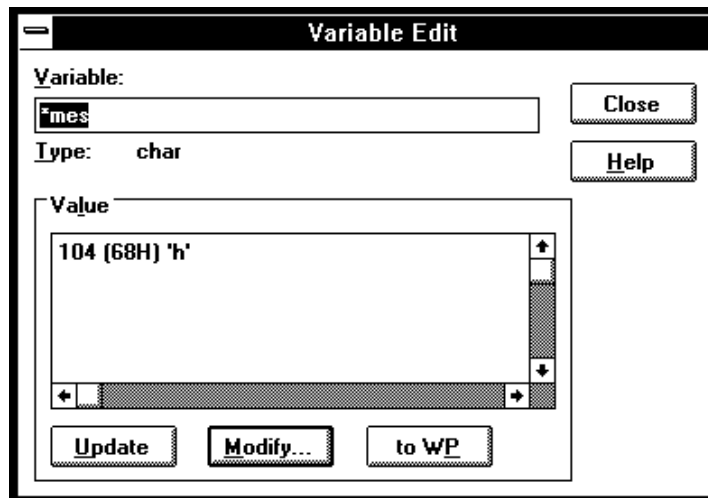 Variable Edit
Variable:
*mes
Close
Type: char
Help
Value
104 (68H) 'h'
Update Modify... to WP